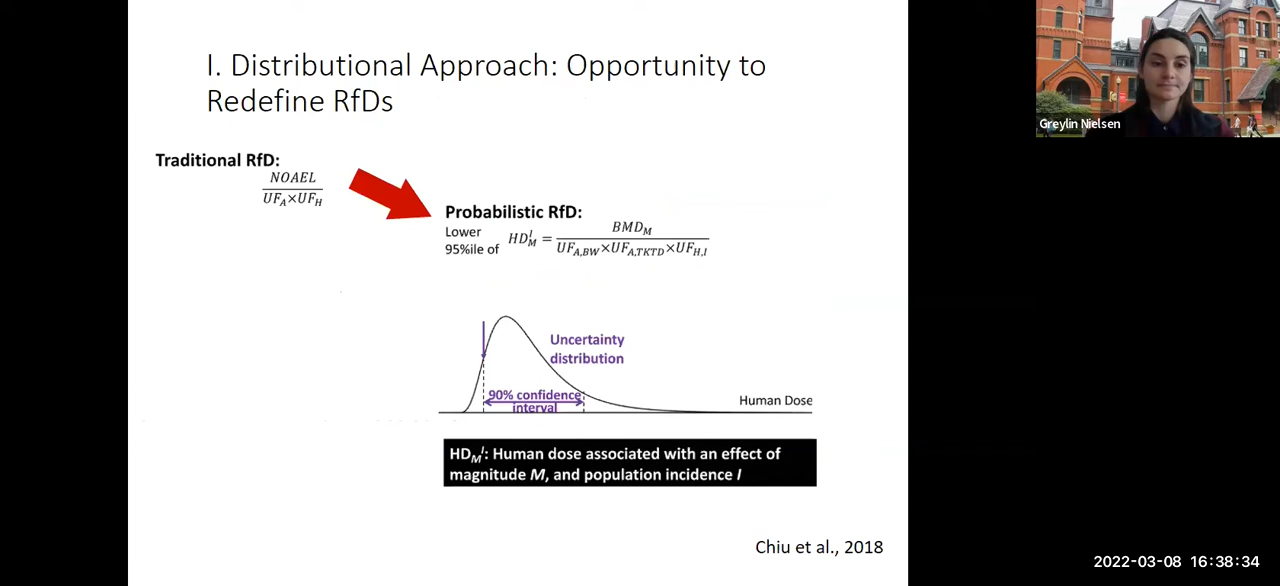 I. Distributional Approach: Opportunity to
Redefine RfDs
Greylin Nielsen
Traditional RfD:
NOAEL
UF_A×UF_H
Probabilistic RfD:
Lower
95%ile of
HD_M^I = BMD_M / UF_A,BW×UF_A,TKTD×UF_H,I
Uncertainty
distribution
90% confidence
interval
Human Dose
HD_M^I: Human dose associated with an effect of
magnitude M, and population incidence I
Chiu et al., 2018
2022-03-08 16:38:34